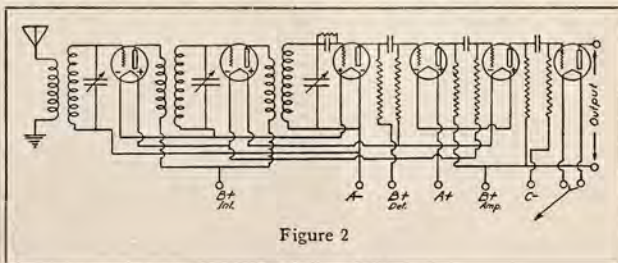 Output
B+
Int.
A-
B+
Det.
A+
B+
Amp.
C-
Figure 2